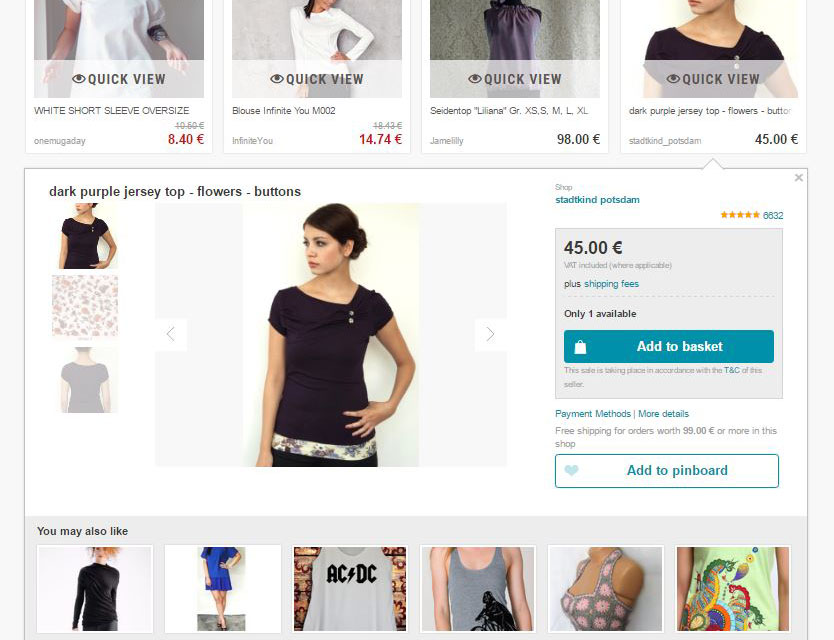 QUICK VIEW
QUICK VIEW
QUICK VIEW
QUICK VIEW
WHITE SHORT SLEEVE OVERSIZE
10.50 €
onemugaday
8.40 €
Blouse Infinite You M002
18.43 €
InfiniteYou
14.74 €
Seidentop "Liliana" Gr. XS,S, M, L, XL
Jamelilly
98.00 €
dark purple jersey top - flowers - button
stadtkind_potsdam
45.00 €
dark purple jersey top - flowers - buttons
Shop
stadtkind potsdam
6632
45.00 €
VAT included (where applicable)
plus shipping fees
Only 1 available
Add to basket
This sale is taking place in accordance with the T&C of this
seller.
Payment Methods | More details
Free shipping for orders worth 99.00 € or more in this
shop
Add to pinboard
You may also like
AC DC